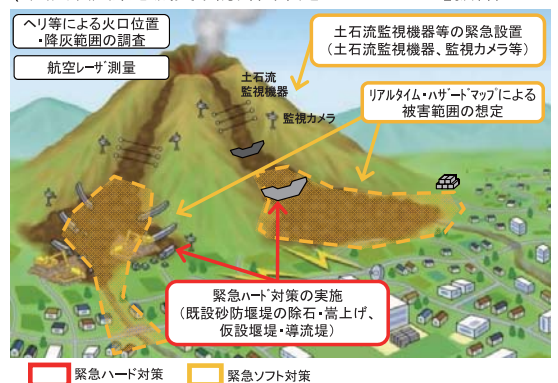 ヘリ等による火口位置
・降灰範囲の調査
航空レーザ測量
土石流監視機器等の緊急設置
(土石流監視機器、監視カメラ等)
土石流
監視機器
監視カメラ
リアルタイム・ハザードマップによる
被害範囲の想定
緊急ハード対策の実施
(既設砂防堰堤の除石・嵩上げ、
仮設堰堤・導流堤)
緊急ハード対策
緊急ソフト対策